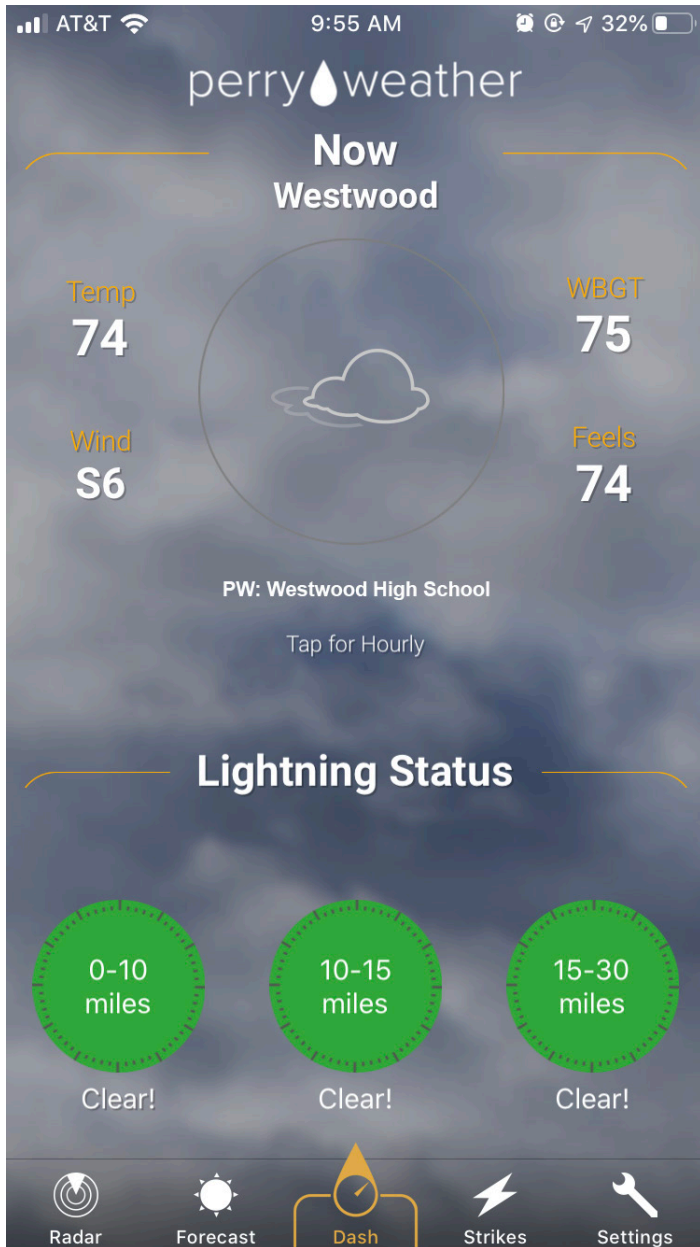 AT&T 9:55 AM 32%
perry weather
Now
Westwood
Temp
74
WBGT
75
Wind
S6
Feels
74
PW: Westwood High School
Tap for Hourly
Lightning Status
0-10
miles
10-15
miles
15-30
miles
Clear!
Clear!
Clear!
Radar
Forecast
Dash
Strikes
Settings